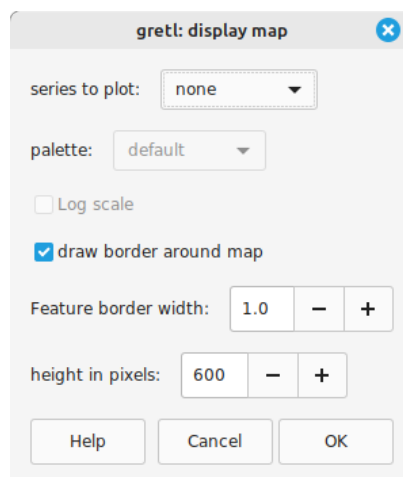 gretl: display map
series to plot: none
palette: default
Log scale
draw border around map
Feature border width: 1.0 − +
height in pixels: 600 − +
Help Cancel OK